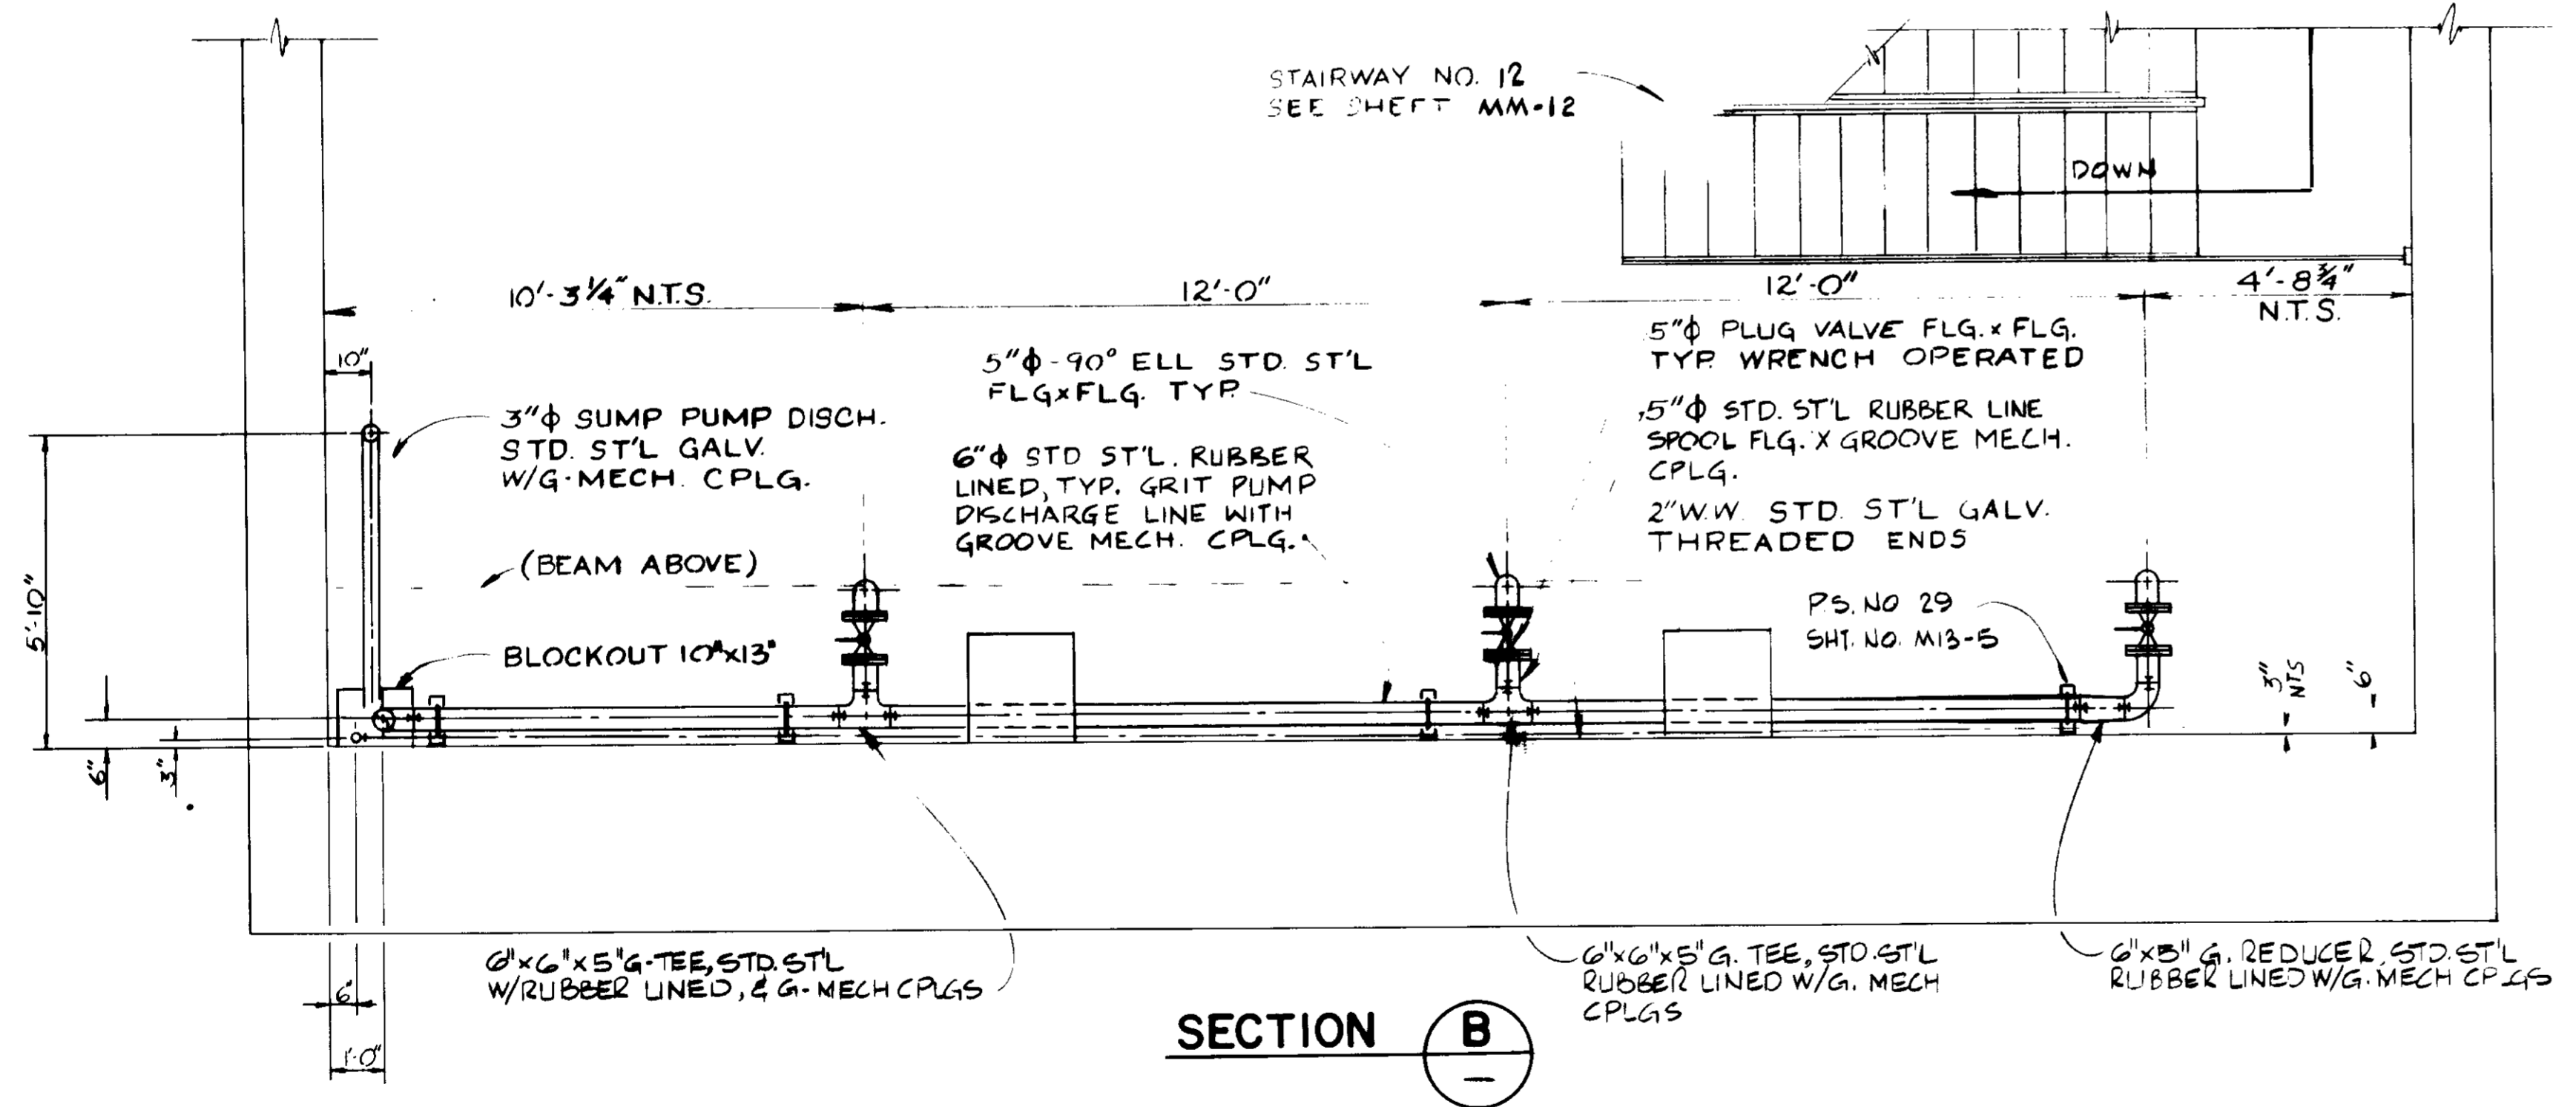 STAIRWAY NO. 12
SEE SHEET MM-12
DOWN
10'-3 1/4" N.T.S.
12'-0"
12'-0"
4'-8 3/4"
N.T.S.
10"
3"ϕ SUMP PUMP DISCH.
STD. ST'L GALV.
W/G-MECH. CPLG.
5"ϕ-90° ELL STD. ST'L
FLGxFLG. TYP.
6"ϕ STD ST'L. RUBBER
LINED, TYP. GRIT PUMP
DISCHARGE LINE WITH
GROOVE MECH. CPLG.
5"ϕ PLUG VALVE FLG. x FLG.
TYP. WRENCH OPERATED
5"ϕ STD. ST'L RUBBER LINE
SPOOL FLG. X GROOVE MECH.
CPLG.
2" W.W. STD. ST'L GALV.
THREADED ENDS
(BEAM ABOVE)
BLOCKOUT 10"x13"
P.S. NO 29
SHT. NO. M13-5
5'-10"
6"
3"
3"
NTS
6"
6"x6"x5"G-TEE, STD. ST'L
W/RUBBER LINED, & G-MECH CPLGS
6"x6"x5" G. TEE, STD. ST'L
RUBBER LINED W/G. MECH
CPLGS
6"x5" G. REDUCER, STD. ST'L
RUBBER LINED W/G. MECH CPLGS
6"
1'-0"
SECTION B
—